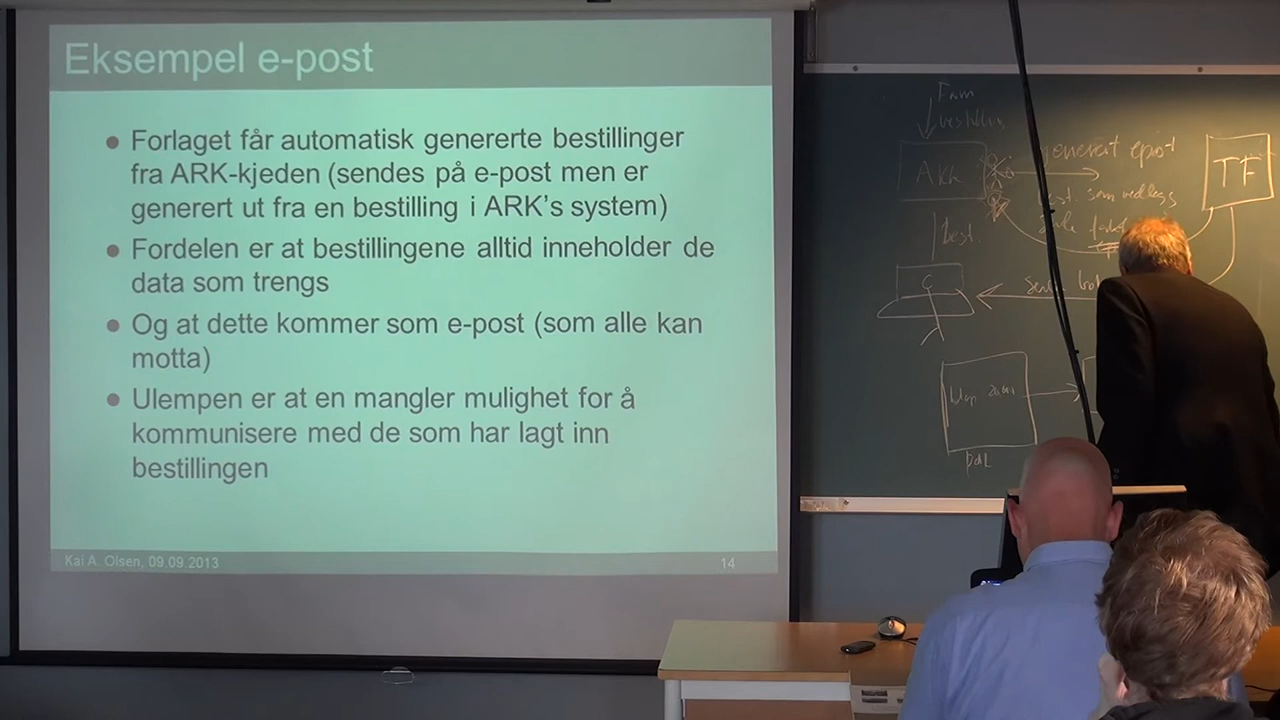 Eksempel e-post
● Forlaget får automatisk genererte bestillinger
fra ARK-kjeden (sendes på e-post men er
generert ut fra en bestilling i ARK's system)
● Fordelen er at bestillingene alltid inneholder de
data som trengs
● Og at dette kommer som e-post (som alle kan
motta)
● Ulempen er at en mangler mulighet for å
kommunisere med de som har lagt inn
bestillingen
Kai A. Olsen, 09.09.2013
14
bestilling
ARK
generert epost
TF
som vedlegg
best.
C